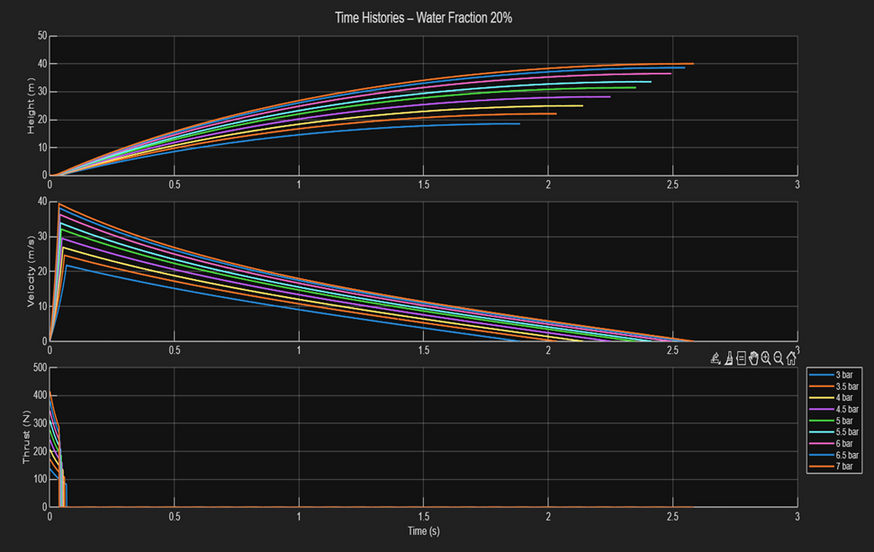 Time Histories – Water Fraction 20%
50
40
30
20
10
0
Height (m)
0 0.5 1 1.5 2 2.5 3
40
30
20
10
0
Velocity (m/s)
0 0.5 1 1.5 2 2.5 3
500
400
300
200
100
0
Thrust (N)
0 0.5 1 1.5 2 2.5 3
Time (s)
3 bar
3.5 bar
4 bar
4.5 bar
5 bar
5.5 bar
6 bar
6.5 bar
7 bar